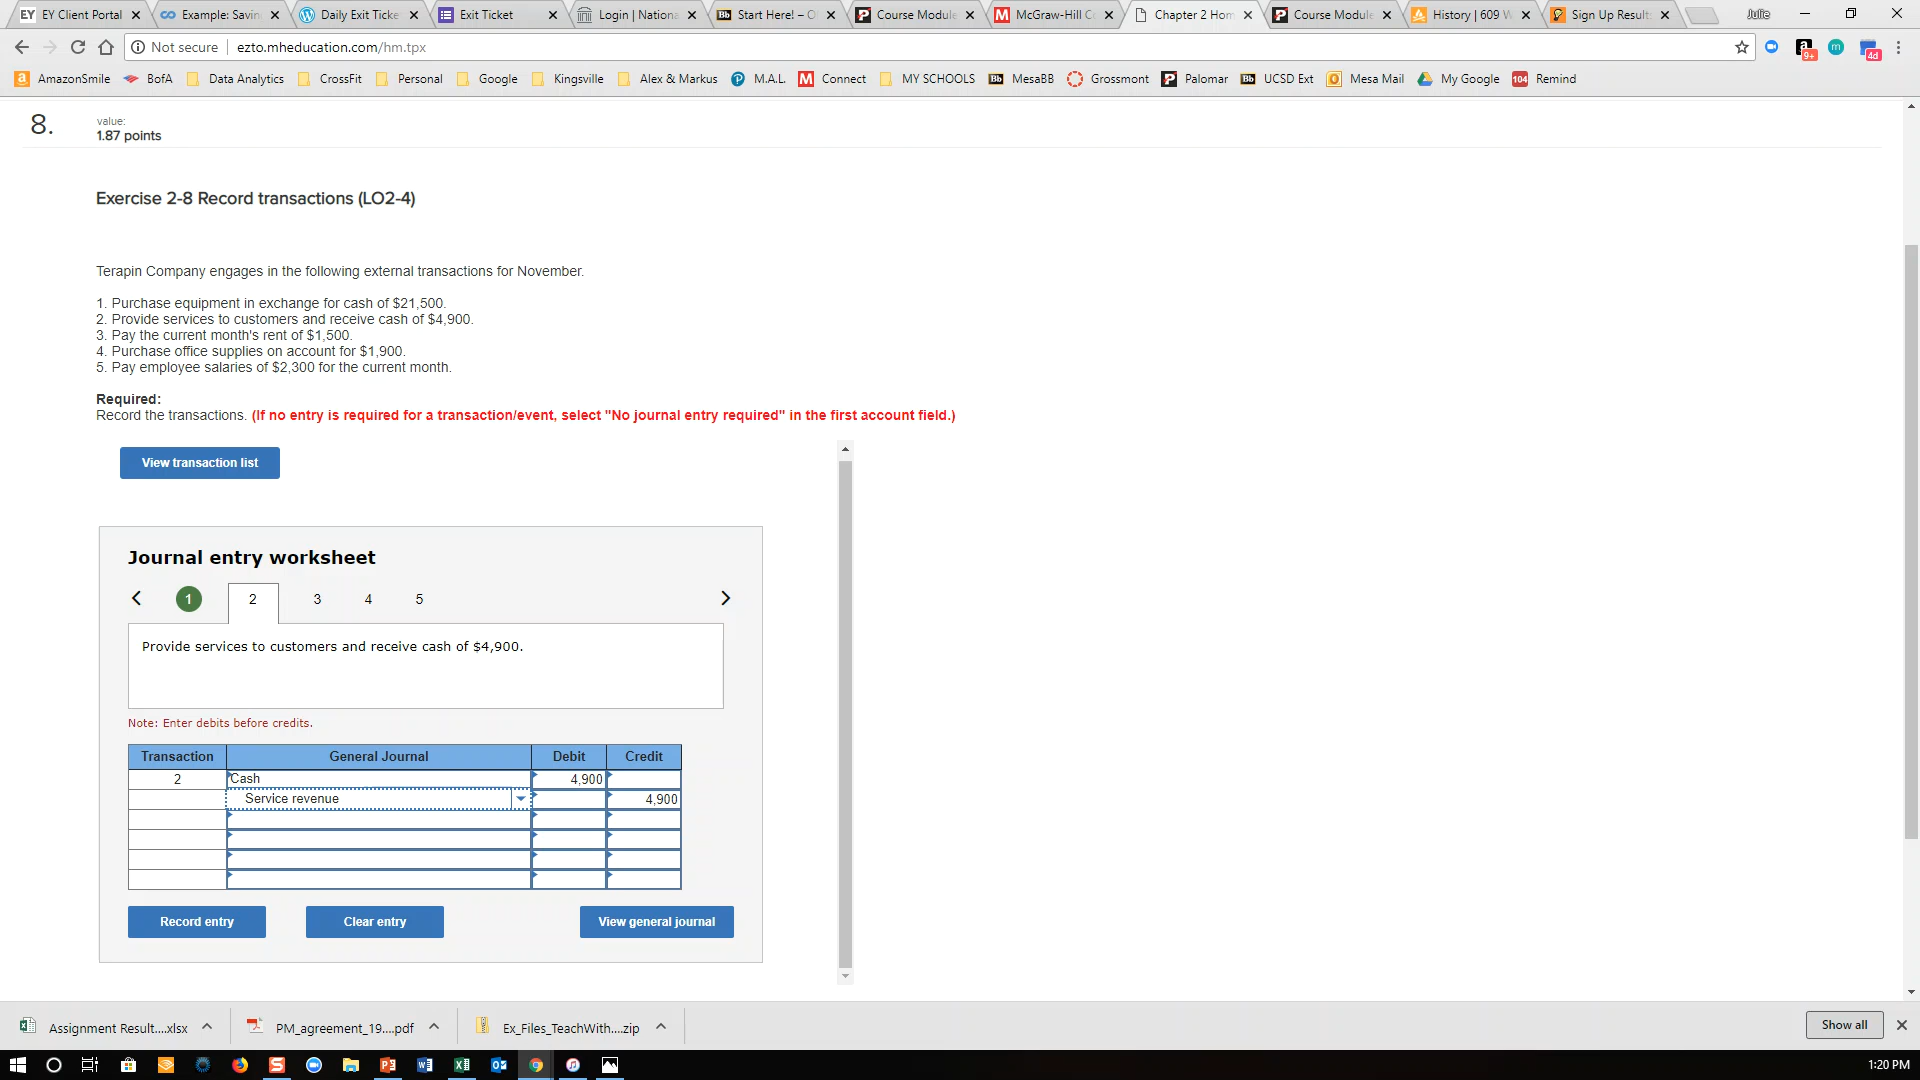 EY Client Portal
Example: Savin
Daily Exit Ticke
Exit Ticket
Login | Nationa
Start Here! – O
Course Module
McGraw-Hill C
Chapter 2 Hom
Course Module
History | 609 W
Sign Up Result
Julie
Not secure
ezto.mheducation.com/hm.tpx
AmazonSmile
BofA
Data Analytics
CrossFit
Personal
Google
Kingsville
Alex & Markus
M.A.L.
Connect
MY SCHOOLS
MesaBB
Grossmont
Palomar
UCSD Ext
Mesa Mail
My Google
Remind
8.
value:
1.87 points
Exercise 2-8 Record transactions (LO2-4)
Terapin Company engages in the following external transactions for November.
1. Purchase equipment in exchange for cash of $21,500.
2. Provide services to customers and receive cash of $4,900.
3. Pay the current month's rent of $1,500.
4. Purchase office supplies on account for $1,900.
5. Pay employee salaries of $2,300 for the current month.
Required:
Record the transactions. (If no entry is required for a transaction/event, select "No journal entry required" in the first account field.)
View transaction list
Journal entry worksheet
1 2 3 4 5
Provide services to customers and receive cash of $4,900.
Note: Enter debits before credits.
Transaction General Journal Debit Credit
2 Cash 4,900
Service revenue 4,900
Record entry Clear entry View general journal
Assignment Result....xlsx
PM_agreement_19....pdf
Ex_Files_TeachWith....zip
Show all
1:20 PM